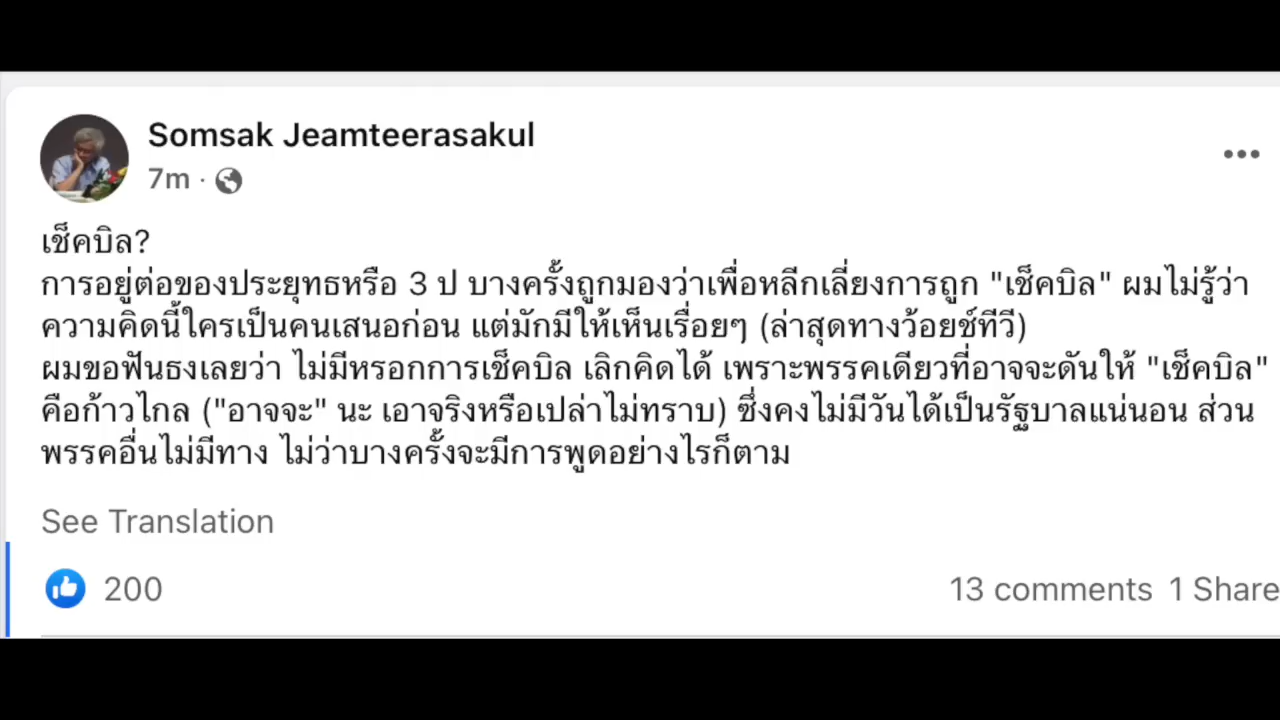 Somsak Jeamteerasakul
7m ·
เช็คบิล?
การอยู่ต่อของประยุทธหรือ 3 ป บางครั้งถูกมองว่าเพื่อหลีกเลี่ยงการถูก "เช็คบิล" ผมไม่รู้ว่า
ความคิดนี้ใครเป็นคนเสนอก่อน แต่มักมีให้เห็นเรื่อยๆ (ล่าสุดทางว้อยช์ทีวี)
ผมขอฟันธงเลยว่า ไม่มีหรอกการเช็คบิล เลิกคิดได้ เพราะพรรคเดียวที่อาจจะดันให้ "เช็คบิล"
คือก้าวไกล ("อาจจะ" นะ เอาจริงหรือเปล่าไม่ทราบ) ซึ่งคงไม่มีวันได้เป็นรัฐบาลแน่นอน ส่วน
พรรคอื่นไม่มีทาง ไม่ว่าบางครั้งจะมีการพูดอย่างไรก็ตาม
See Translation
200 13 comments 1 Share